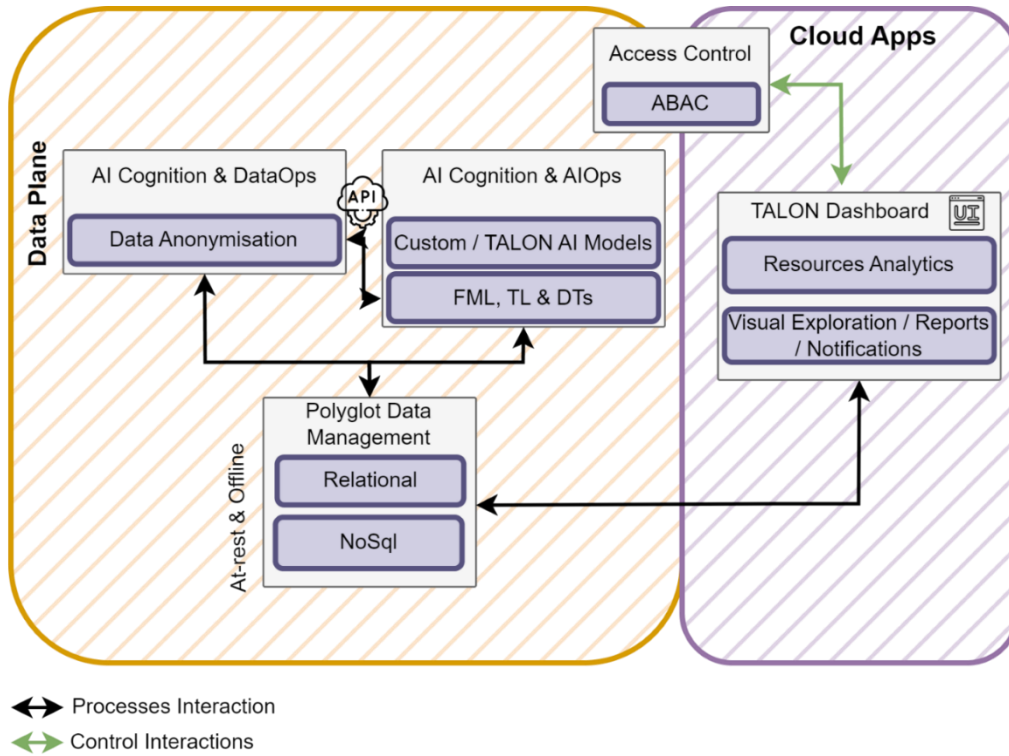 Cloud Apps
Access Control
ABAC
Data Plane
AI Cognition & DataOps
Data Anonymisation
API
AI Cognition & AIOps
Custom / TALON AI Models
FML, TL & DTs
TALON Dashboard
UI
Resources Analytics
Visual Exploration / Reports
/ Notifications
At-rest & Offline
Polyglot Data
Management
Relational
NoSql
Processes Interaction
Control Interactions